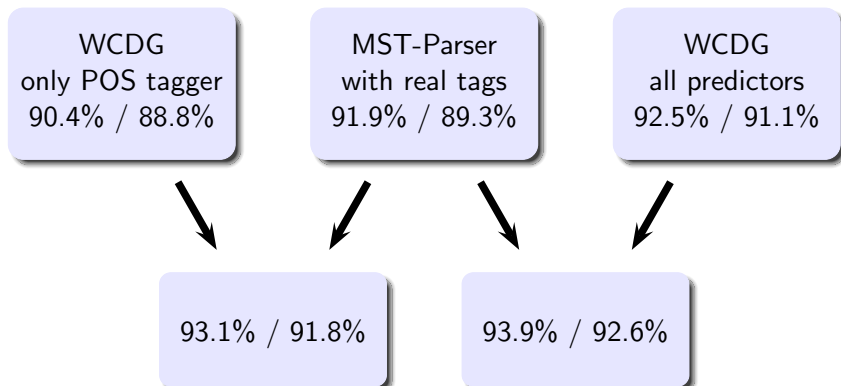 WCDG
only POS tagger
90.4% / 88.8%
MST-Parser
with real tags
91.9% / 89.3%
WCDG
all predictors
92.5% / 91.1%
93.1% / 91.8%
93.9% / 92.6%